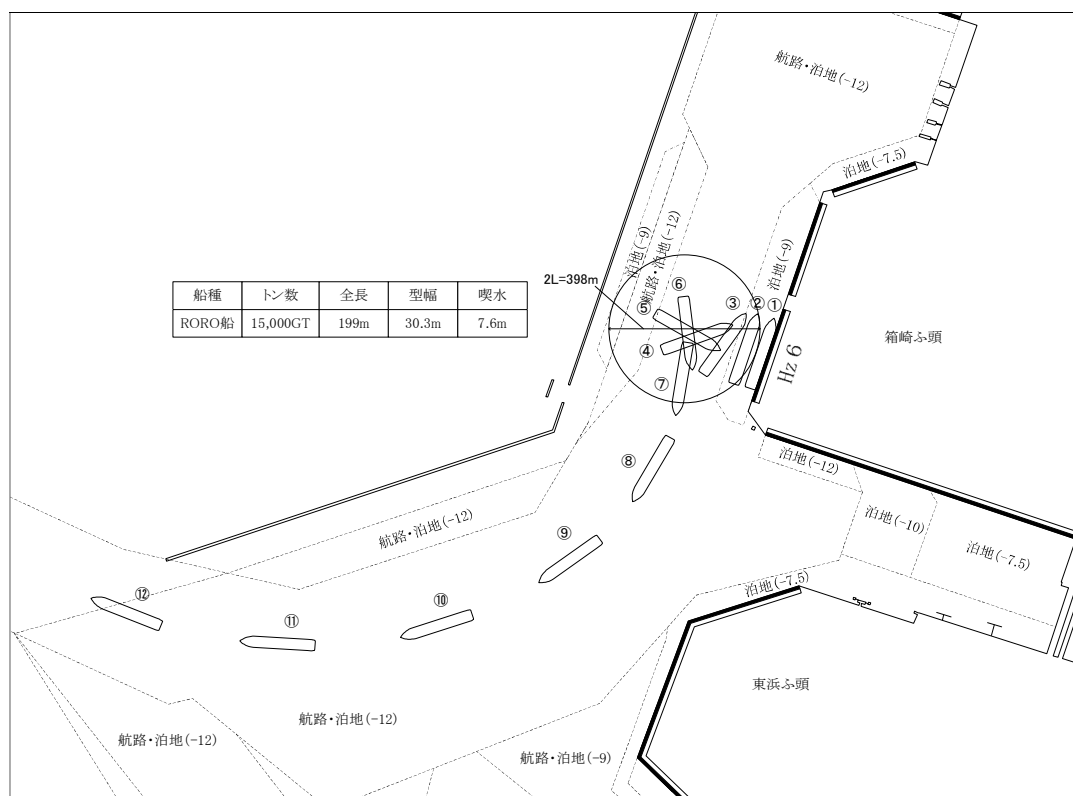 航路・泊地(-12)
泊地(-7.5)
泊地(-9)
航路・泊地(-12)
泊地(-9)
2L=398m
⑥
⑤
③
②
①
④
⑦
Hz 6
箱崎ふ頭
船種 トン数 全長 型幅 喫水
RORO船 15,000GT 199m 30.3m 7.6m
⑧
泊地(-12)
泊地(-10)
泊地(-7.5)
航路・泊地(-12)
⑨
泊地(-7.5)
⑫
⑪
⑩
東浜ふ頭
航路・泊地(-12)
航路・泊地(-12)
航路・泊地(-9)